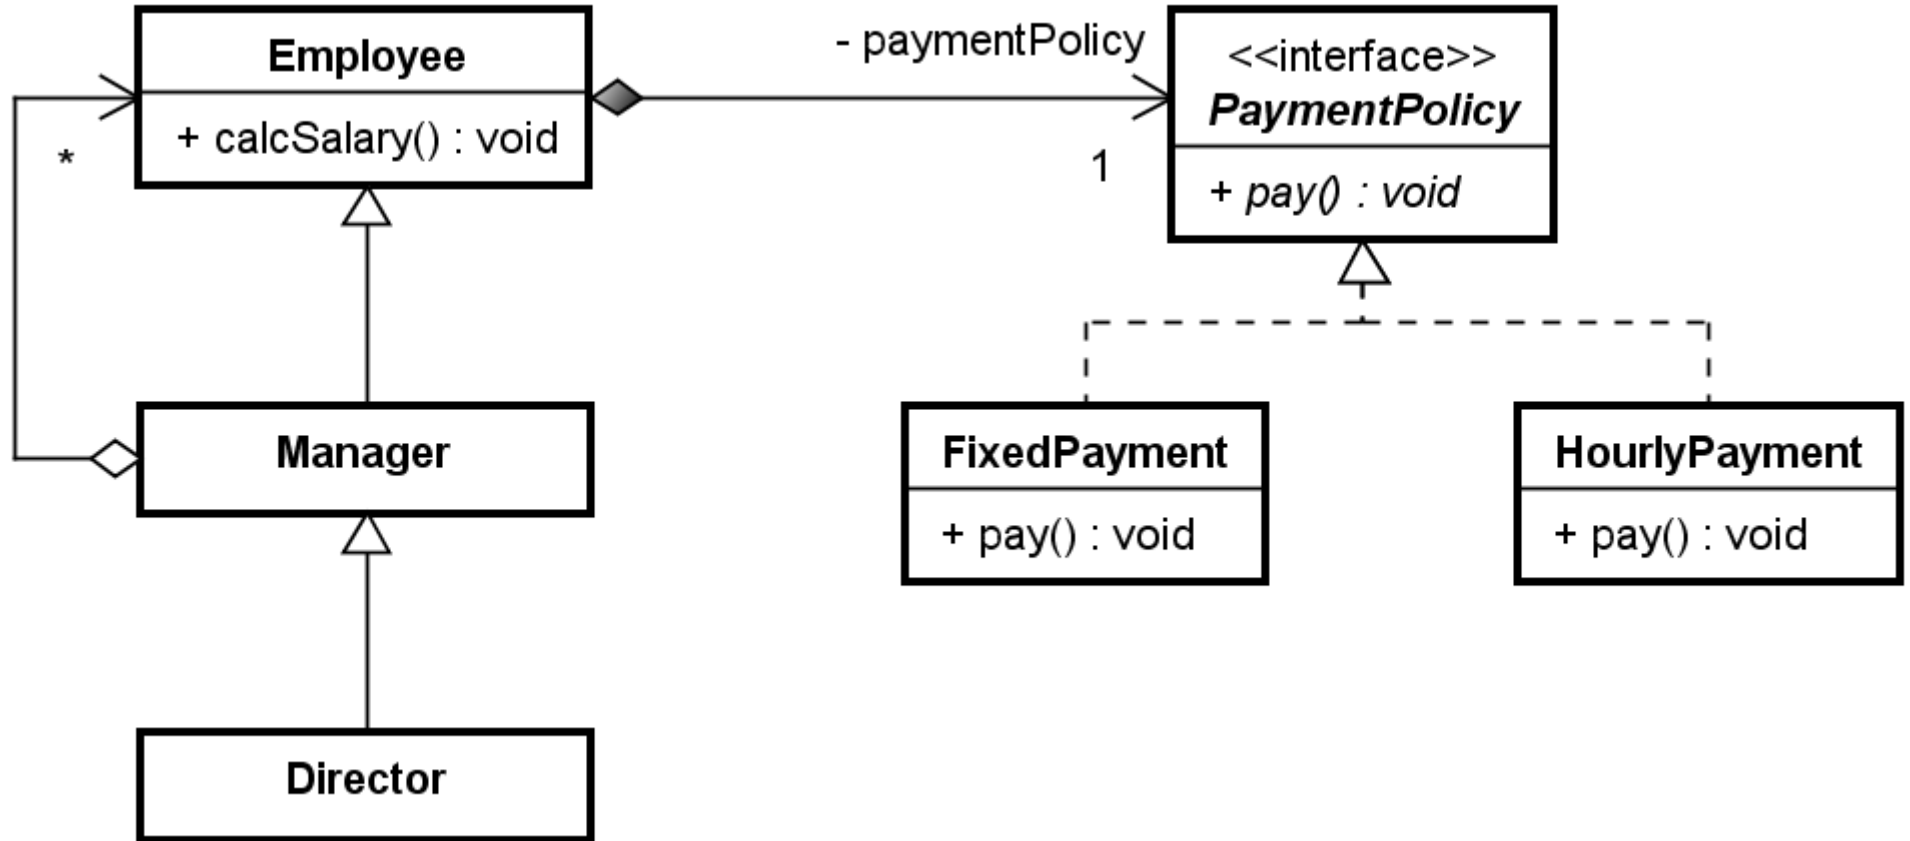 Employee
+ calcSalary() : void
*
- paymentPolicy
1
<<interface>>
PaymentPolicy
+ pay() : void
Manager
FixedPayment
+ pay() : void
HourlyPayment
+ pay() : void
Director